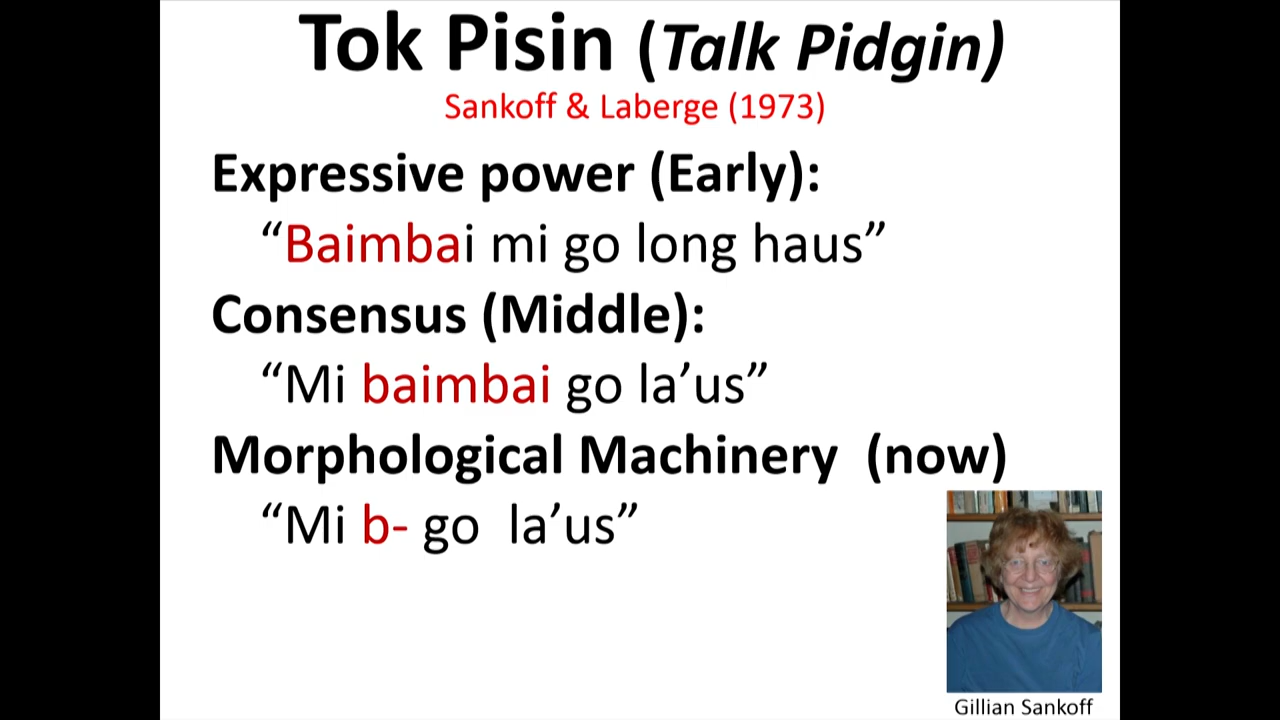 Tok Pisin (Talk Pidgin)
Sankoff & Laberge (1973)
Expressive power (Early):
“Baimbai mi go long haus”
Consensus (Middle):
“Mi baimbai go la’us”
Morphological Machinery (now)
“Mi b- go la’us”
Gillian Sankoff